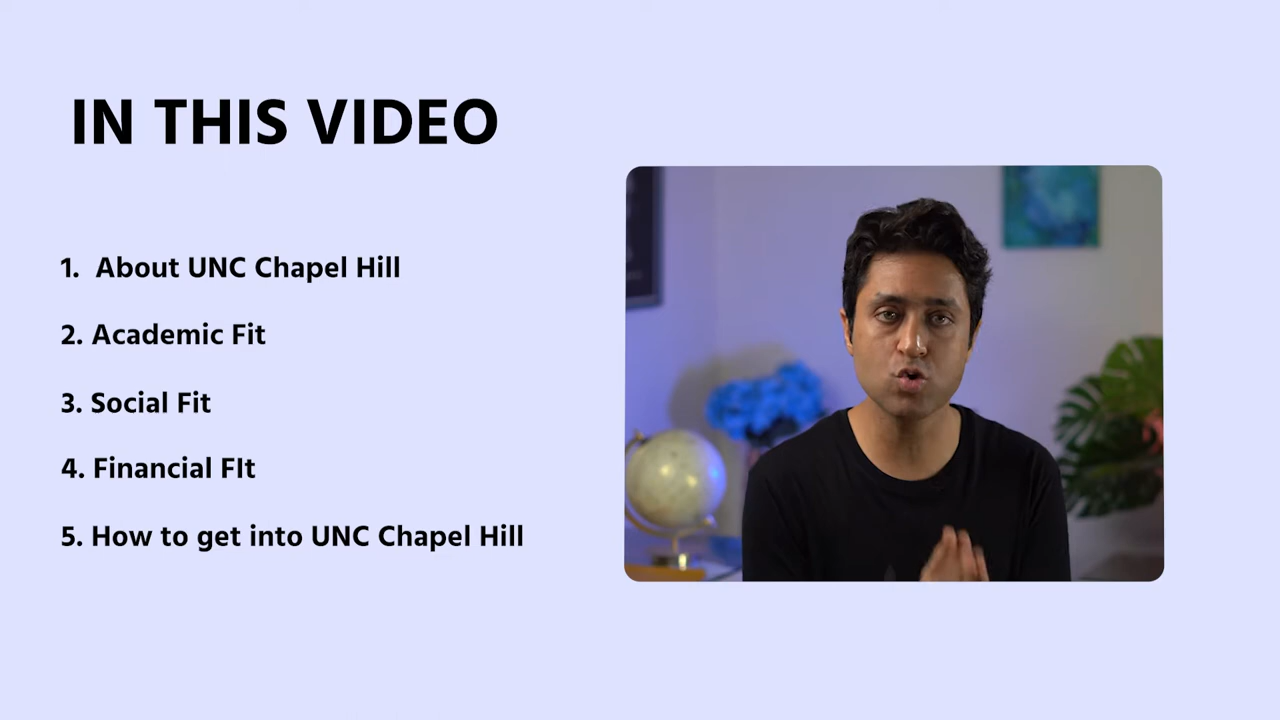 IN THIS VIDEO
1. About UNC Chapel Hill
2. Academic Fit
3. Social Fit
4. Financial FIt
5. How to get into UNC Chapel Hill